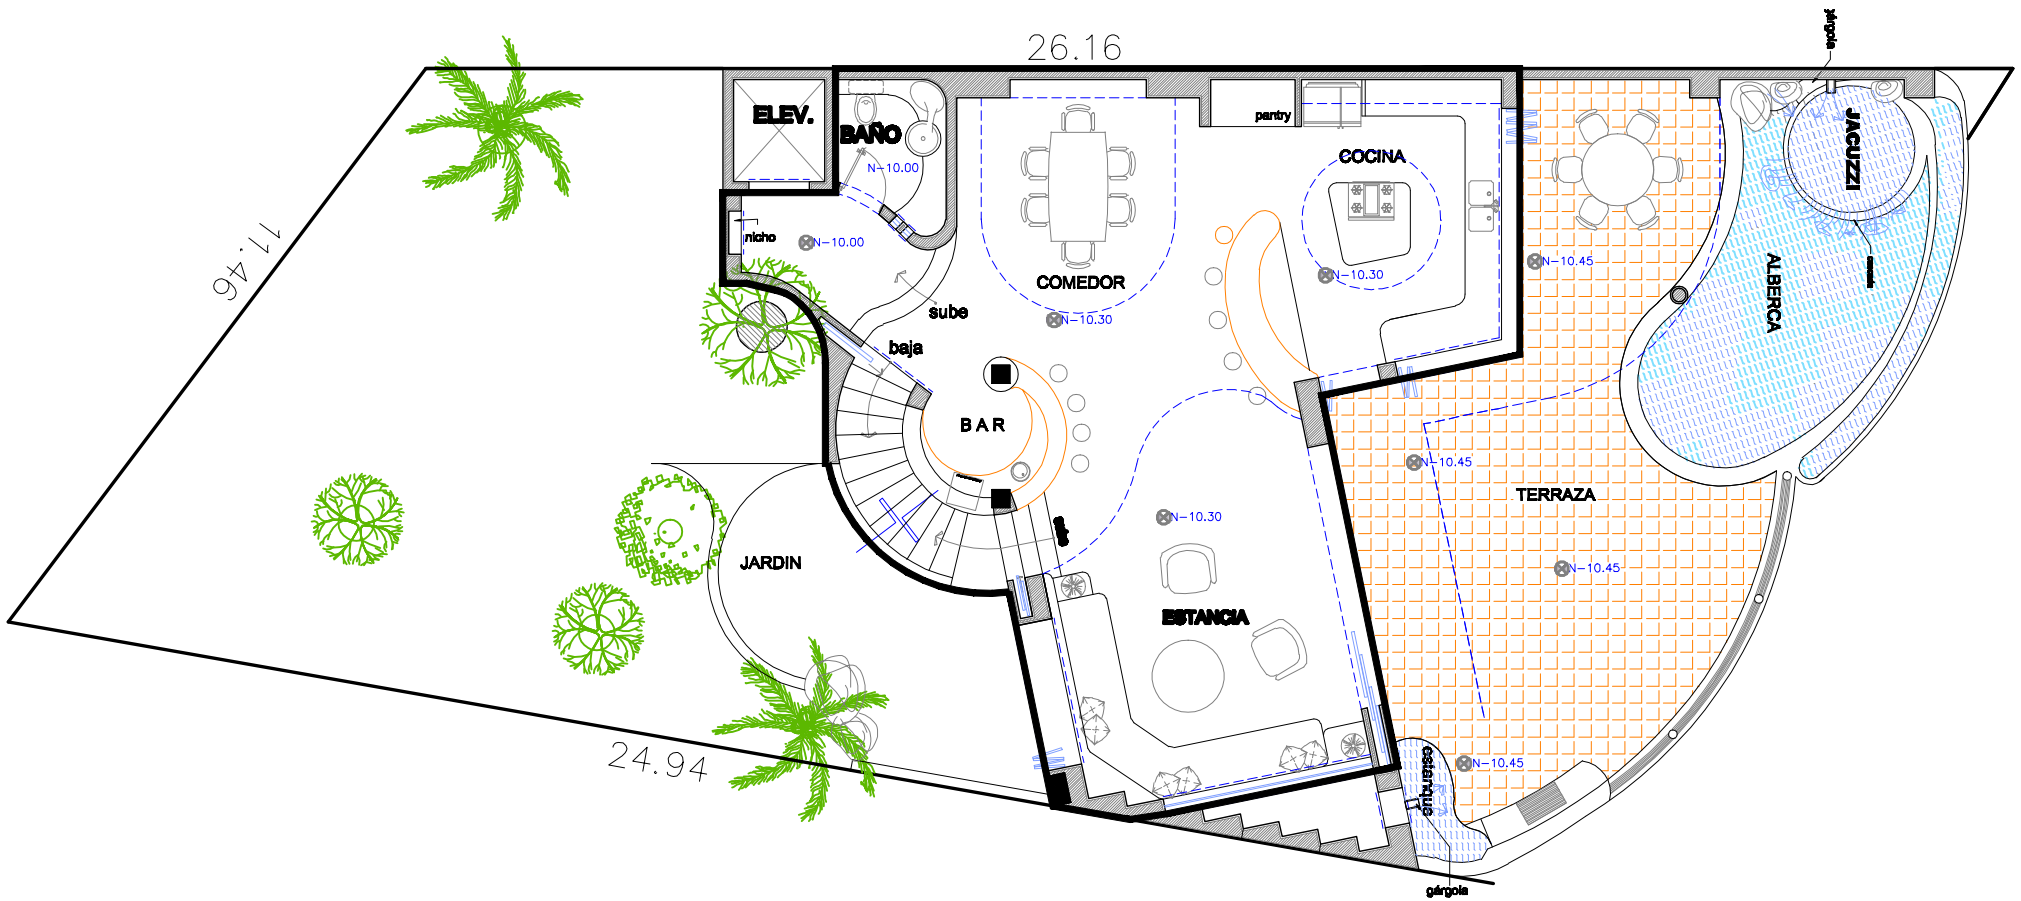 26.16
gárgola
ELEV.
BAÑO
pantry
COCINA
JACUZZI
N-10.00
nicho
N-10.00
N-10.30
N-10.45
ALBERCA
COMEDOR
sube
N-10.30
baja
11.46
BAR
N-10.45
TERRAZA
N-10.30
JARDIN
N-10.45
ESTANCIA
24.94
N-10.45
estanque
gárgola